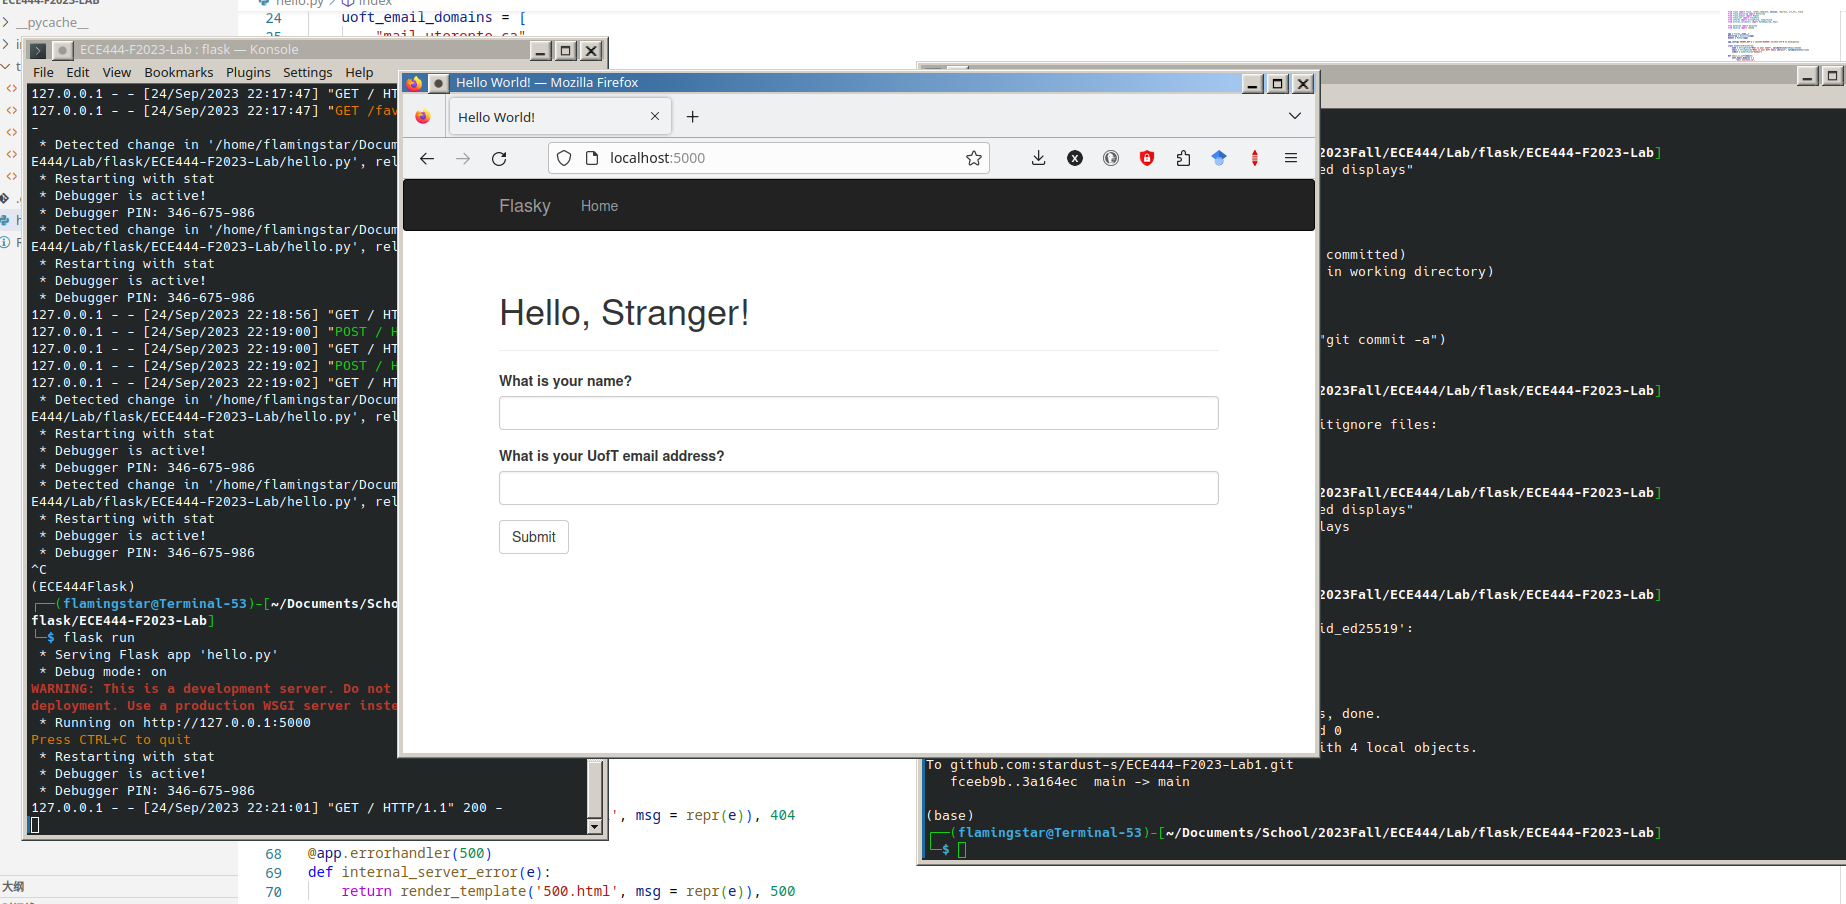 ECE444-F2023-LAB
__pycache__
大纲
hello.py > index
24 uoft_email_domains = [
25 "mail.utoronto.ca"
ECE444-F2023-Lab : flask — Konsole
File Edit View Bookmarks Plugins Settings Help
127.0.0.1 - - [24/Sep/2023 22:17:47] "GET / HT
127.0.0.1 - - [24/Sep/2023 22:17:47] "GET /fav
-
* Detected change in '/home/flamingstar/Docum
E444/Lab/flask/ECE444-F2023-Lab/hello.py', rel
* Restarting with stat
* Debugger is active!
* Debugger PIN: 346-675-986
* Detected change in '/home/flamingstar/Docum
E444/Lab/flask/ECE444-F2023-Lab/hello.py', rel
* Restarting with stat
* Debugger is active!
* Debugger PIN: 346-675-986
127.0.0.1 - - [24/Sep/2023 22:18:56] "GET / HT
127.0.0.1 - - [24/Sep/2023 22:19:00] "POST / H
127.0.0.1 - - [24/Sep/2023 22:19:00] "GET / HT
127.0.0.1 - - [24/Sep/2023 22:19:02] "POST / H
127.0.0.1 - - [24/Sep/2023 22:19:02] "GET / HT
* Detected change in '/home/flamingstar/Docum
E444/Lab/flask/ECE444-F2023-Lab/hello.py', rel
* Restarting with stat
* Debugger is active!
* Debugger PIN: 346-675-986
* Detected change in '/home/flamingstar/Docum
E444/Lab/flask/ECE444-F2023-Lab/hello.py', rel
* Restarting with stat
* Debugger is active!
* Debugger PIN: 346-675-986
^C
(ECE444Flask)
(flamingstar@Terminal-53)-[~/Documents/Scho
flask/ECE444-F2023-Lab]
$ flask run
* Serving Flask app 'hello.py'
* Debug mode: on
WARNING: This is a development server. Do not
deployment. Use a production WSGI server inste
* Running on http://127.0.0.1:5000
Press CTRL+C to quit
* Restarting with stat
* Debugger is active!
* Debugger PIN: 346-675-986
127.0.0.1 - - [24/Sep/2023 22:21:01] "GET / HTTP/1.1" 200 -
Hello World! — Mozilla Firefox
Hello World!
localhost:5000
Flasky Home
Hello, Stranger!
What is your name?
What is your UofT email address?
Submit
2023Fall/ECE444/Lab/flask/ECE444-F2023-Lab]
ed displays"
committed)
in working directory)
"git commit -a")
2023Fall/ECE444/Lab/flask/ECE444-F2023-Lab]
itignore files:
2023Fall/ECE444/Lab/flask/ECE444-F2023-Lab]
ed displays"
lays
2023Fall/ECE444/Lab/flask/ECE444-F2023-Lab]
id_ed25519':
s, done.
d 0
ith 4 local objects.
To github.com:stardust-s/ECE444-F2023-Lab1.git
fceeb9b..3a164ec main -> main
(base)
(flamingstar@Terminal-53)-[~/Documents/School/2023Fall/ECE444/Lab/flask/ECE444-F2023-Lab]
$
', msg = repr(e)), 404
68 @app.errorhandler(500)
69 def internal_server_error(e):
70 return render_template('500.html', msg = repr(e)), 500